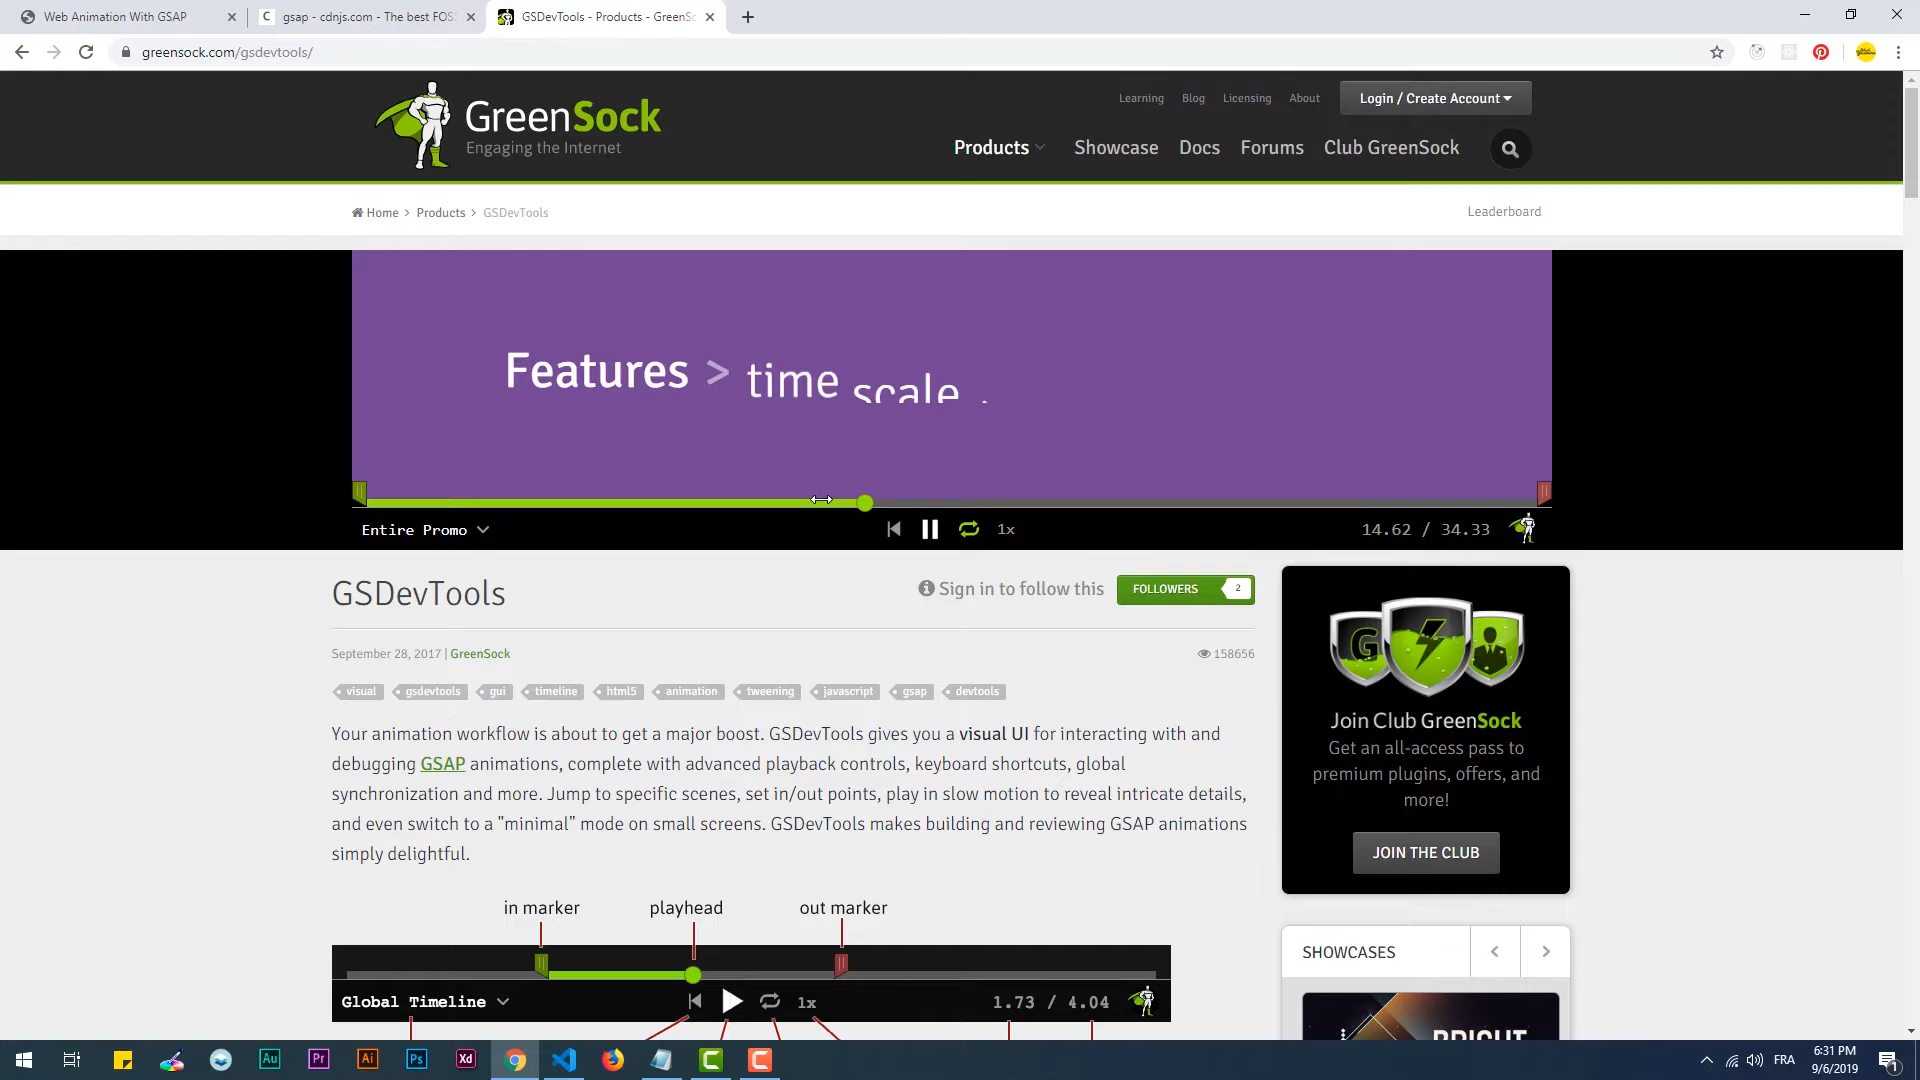 Web Animation With GSAP
gsap - cdnjs.com - The best FOSS
GSDevTools - Products - GreenSo
greensock.com/gsdevtools/
Learning Blog Licensing About Login / Create Account
GreenSock
Engaging the Internet
Products Showcase Docs Forums Club GreenSock
Home > Products > GSDevTools
Leaderboard
Features > time scale .
Entire Promo 1x 14.62 / 34.33
GSDevTools
Sign in to follow this FOLLOWERS 2
September 28, 2017 | GreenSock 158656
visual gsdevtools gui timeline html5 animation tweening javascript gsap devtools
Your animation workflow is about to get a major boost. GSDevTools gives you a visual UI for interacting with and
debugging GSAP animations, complete with advanced playback controls, keyboard shortcuts, global
synchronization and more. Jump to specific scenes, set in/out points, play in slow motion to reveal intricate details,
and even switch to a "minimal" mode on small screens. GSDevTools makes building and reviewing GSAP animations
simply delightful.
in marker playhead out marker
Global Timeline 1x 1.73 / 4.04
G
Join Club GreenSock
Get an all-access pass to
premium plugins, offers, and
more!
JOIN THE CLUB
SHOWCASES
BRIGHT
Au Pr Ai Ps Xd
FRA
6:31 PM
9/6/2019
1